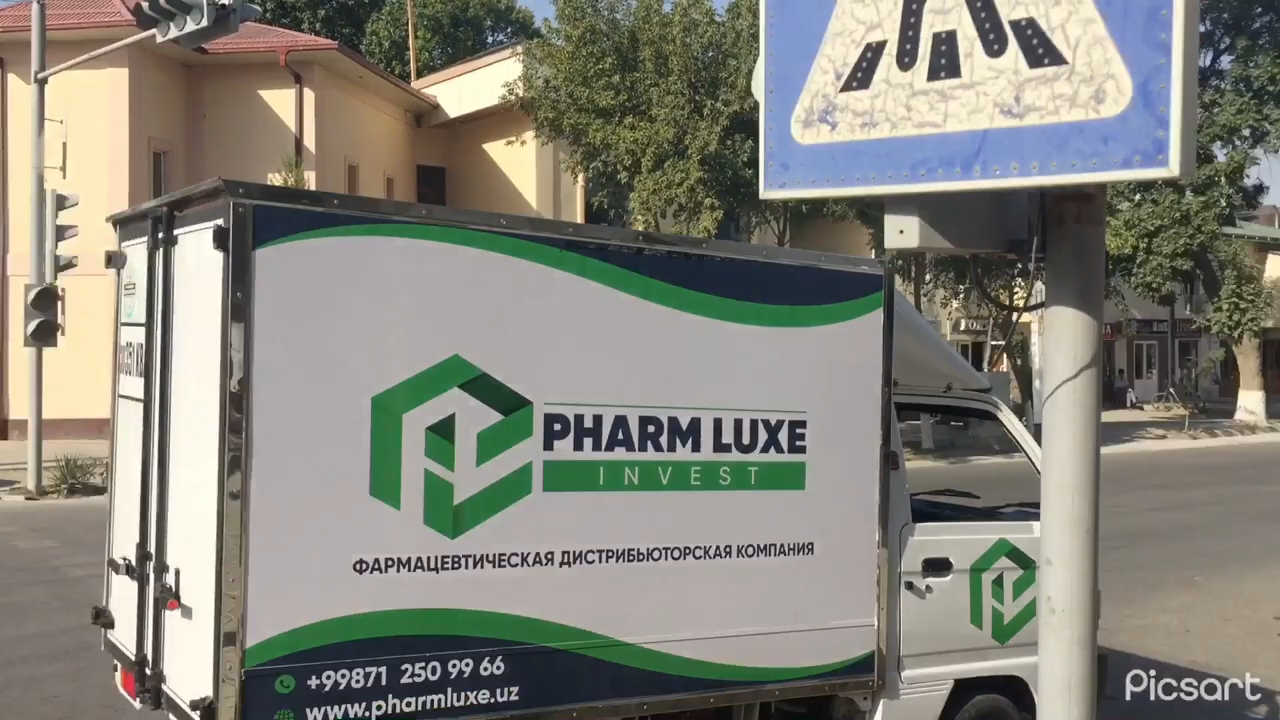 PHARM LUXE
INVEST
ФАРМАЦЕВТИЧЕСКАЯ ДИСТРИБЬЮТОРСКАЯ КОМПАНИЯ
+99871 250 99 66
www.pharmluxe.uz
Picsart